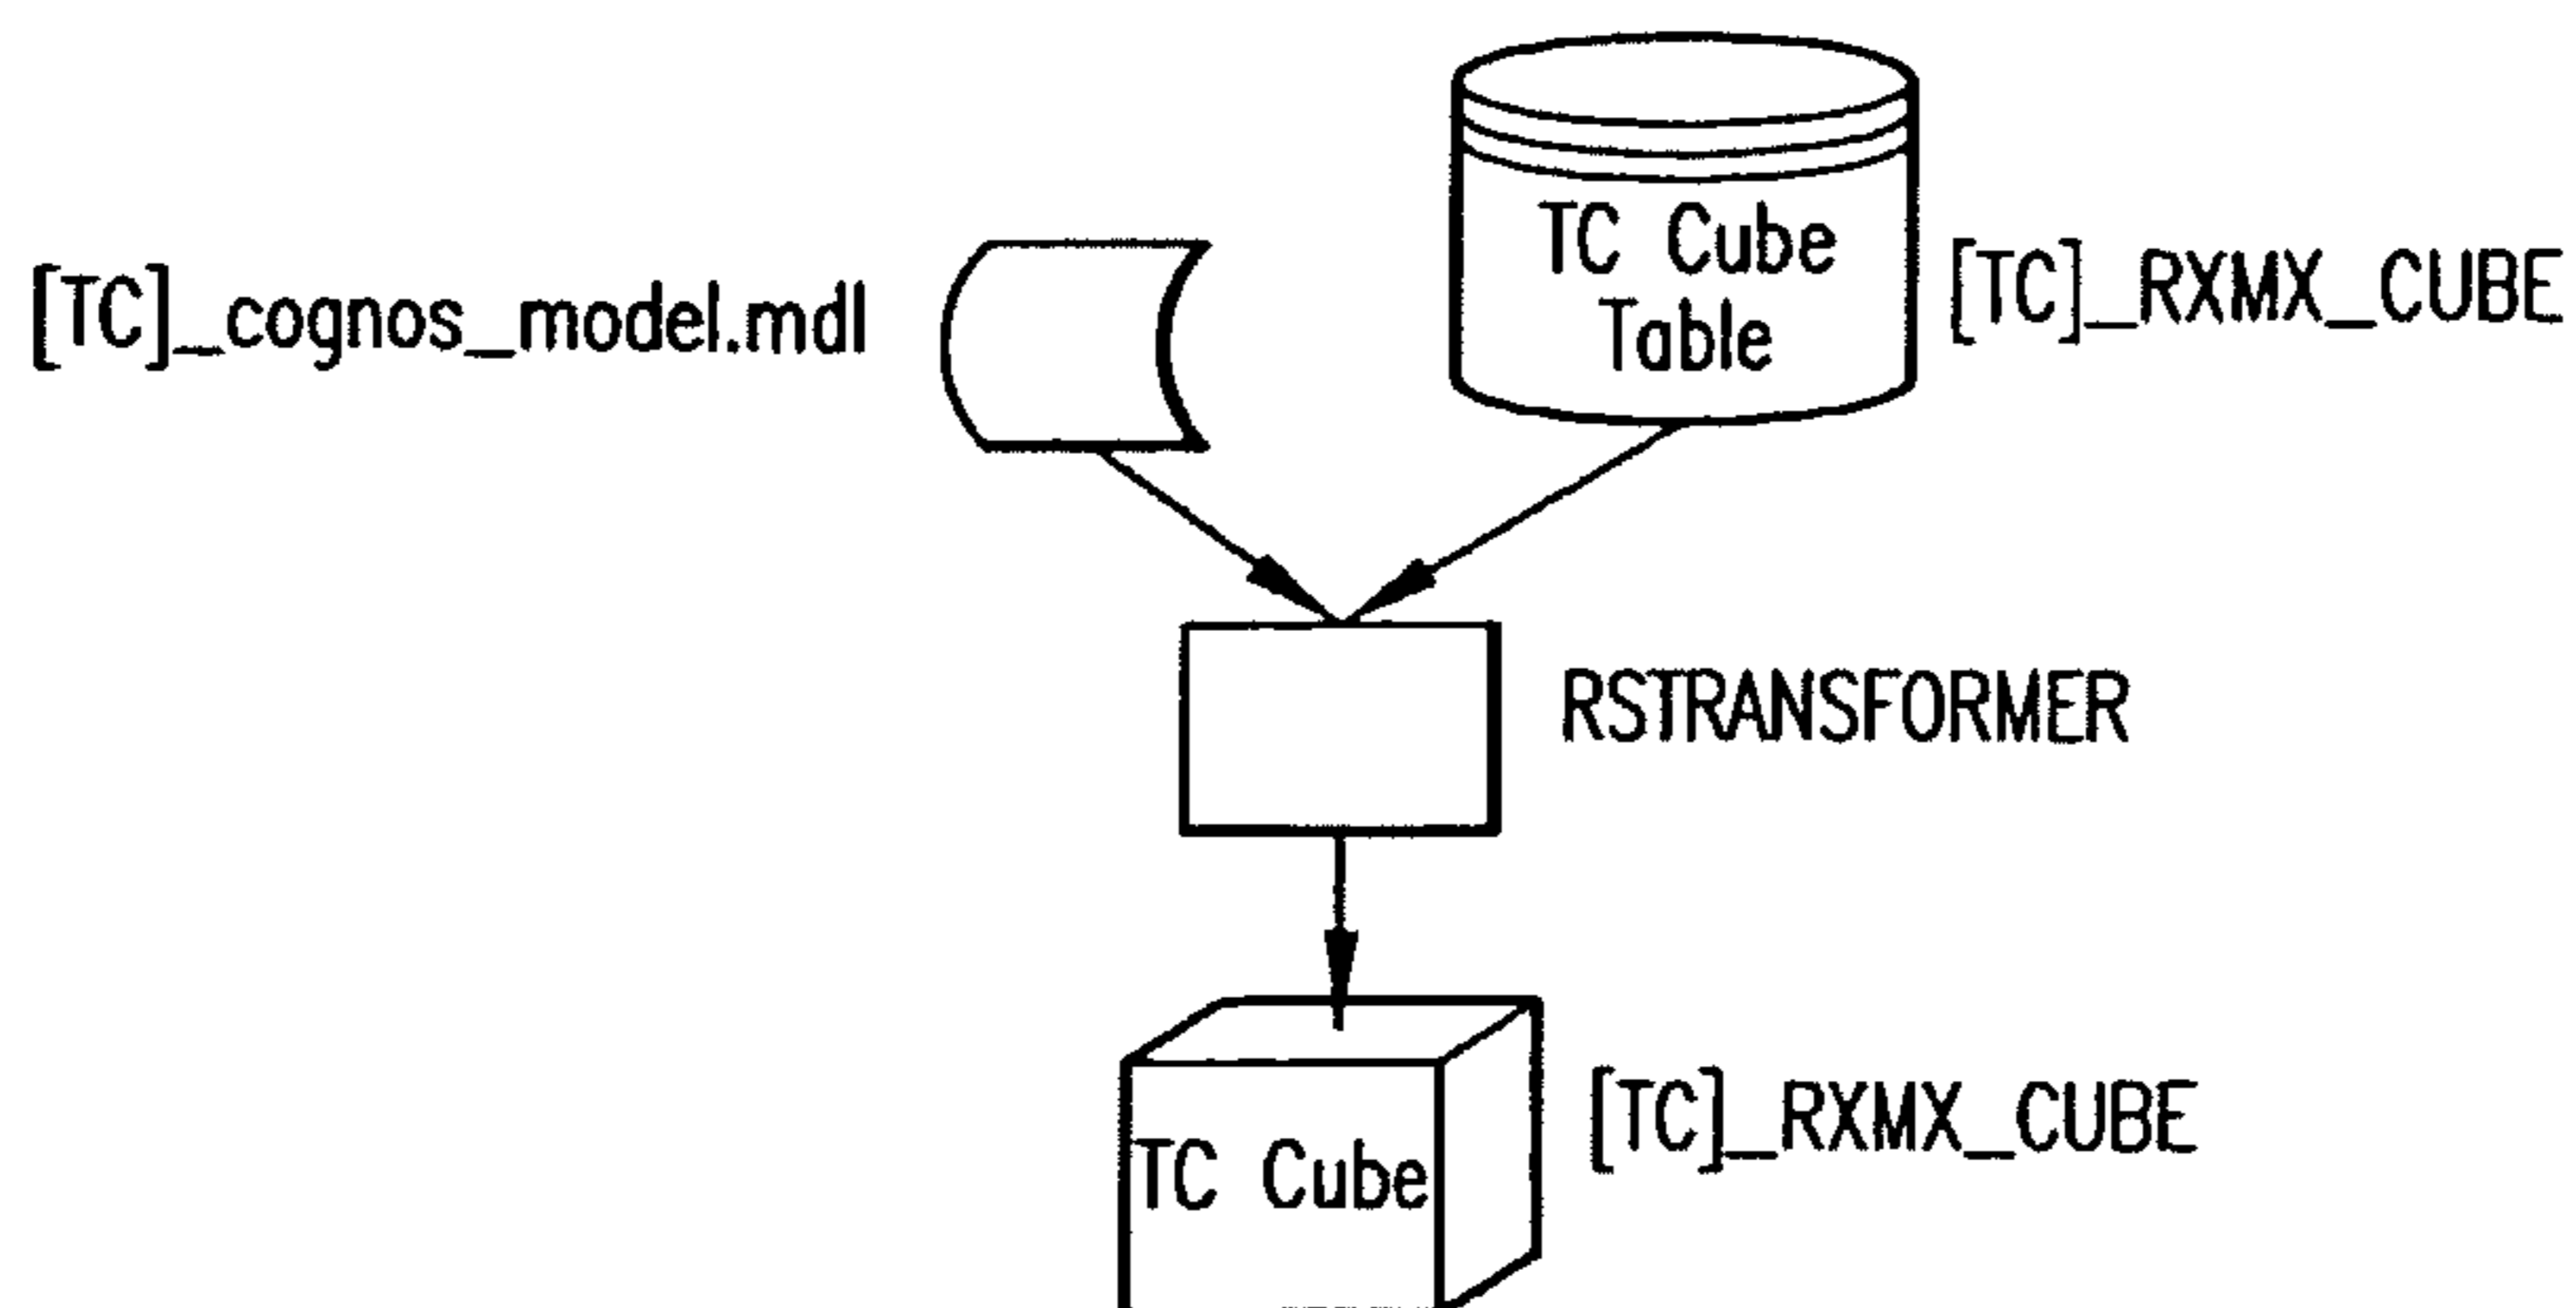 TC Cube
Table
[TC]_RXMX_CUBE
[TC]_cognos_model.mdl
RSTRANSFORMER
TC Cube
[TC]_RXMX_CUBE